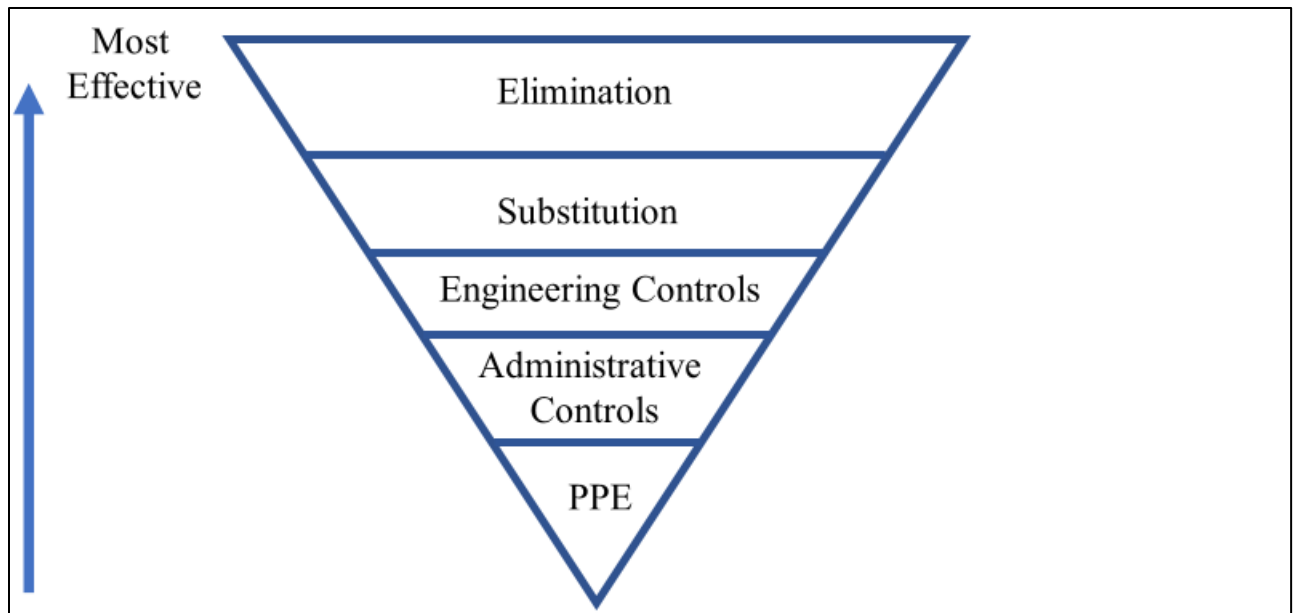 Most
Effective
Elimination
Substitution
Engineering Controls
Administrative
Controls
PPE